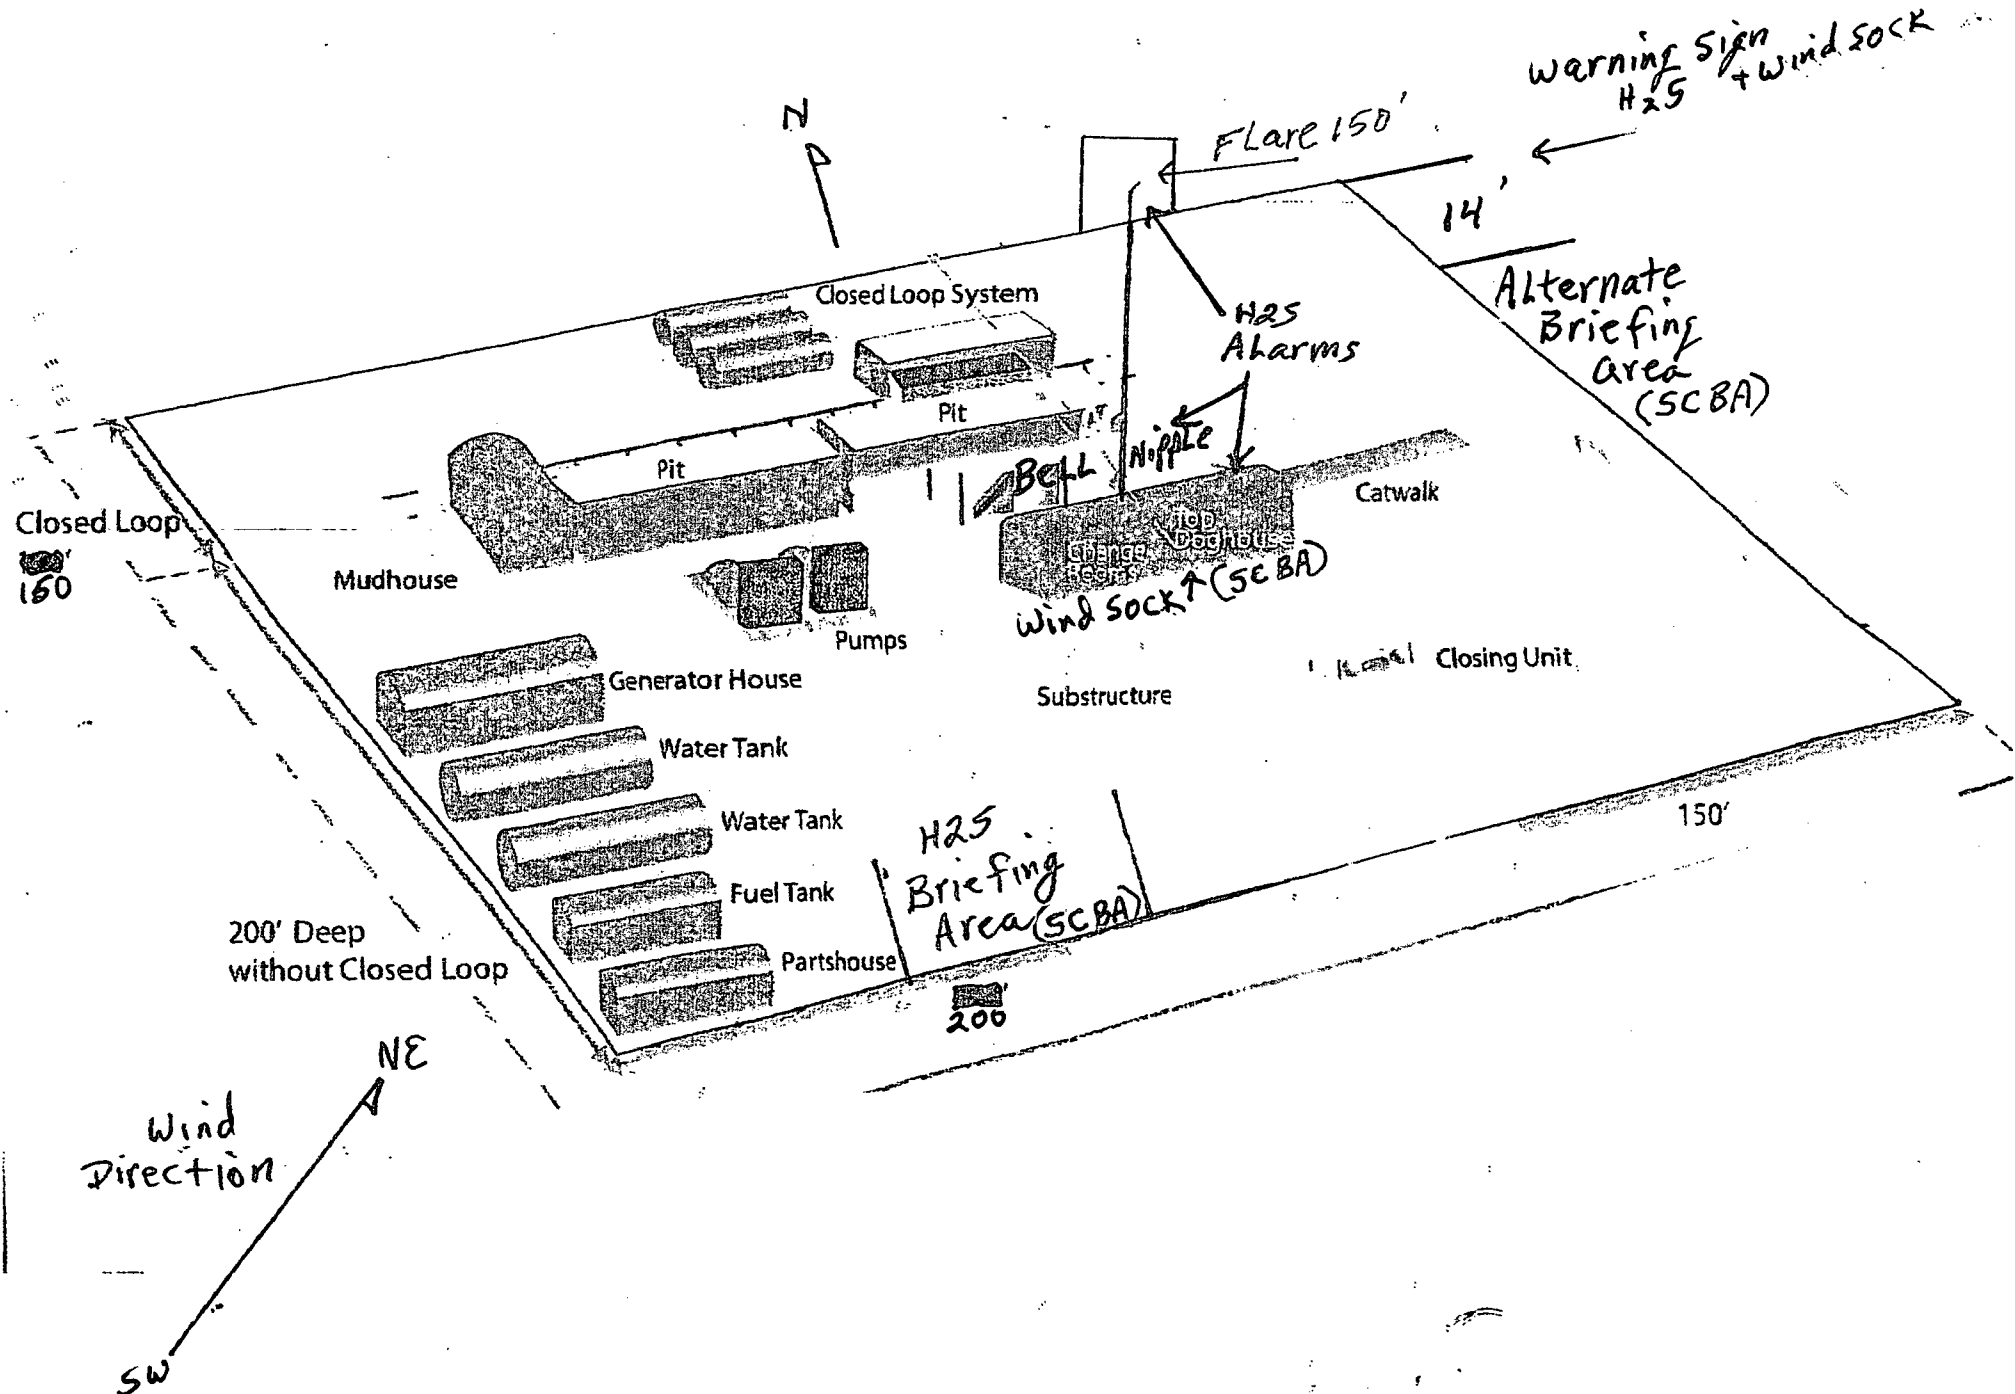 Warning Sign
H2S + Wind Sock
N
Flare 150'
14'
Alternate
Briefing
area
(SCBA)
Closed Loop System
H2S
Alarms
Pit
Pit
Bell
Nipple
Catwalk
Closed Loop
150
Mudhouse
Top
Doghouse
Change
Rooms
(SCBA)
Wind Sock
Pumps
Closing Unit
Generator House
Substructure
Water Tank
Water Tank
150'
H2S
Briefing
Area (SCBA)
Fuel Tank
200' Deep
without Closed Loop
Partshouse
200
NE
Wind
Direction
SW